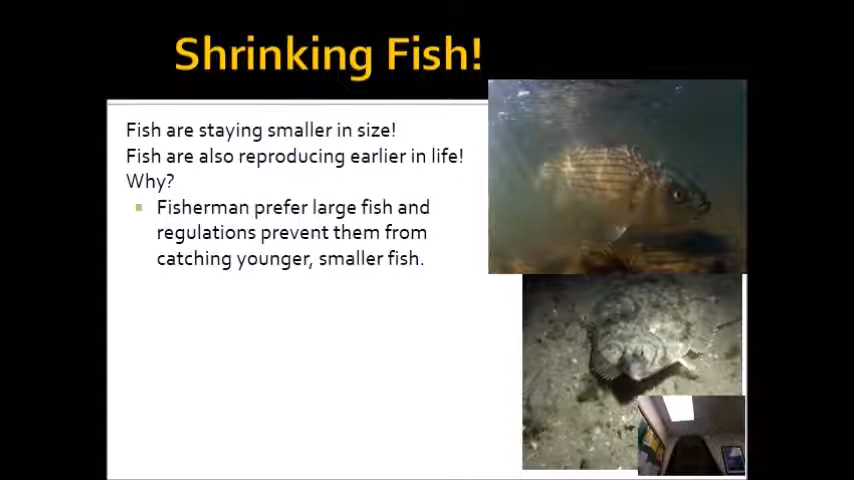 Shrinking Fish!
Fish are staying smaller in size!
Fish are also reproducing earlier in life!
Why?
Fisherman prefer large fish and
regulations prevent them from
catching younger, smaller fish.